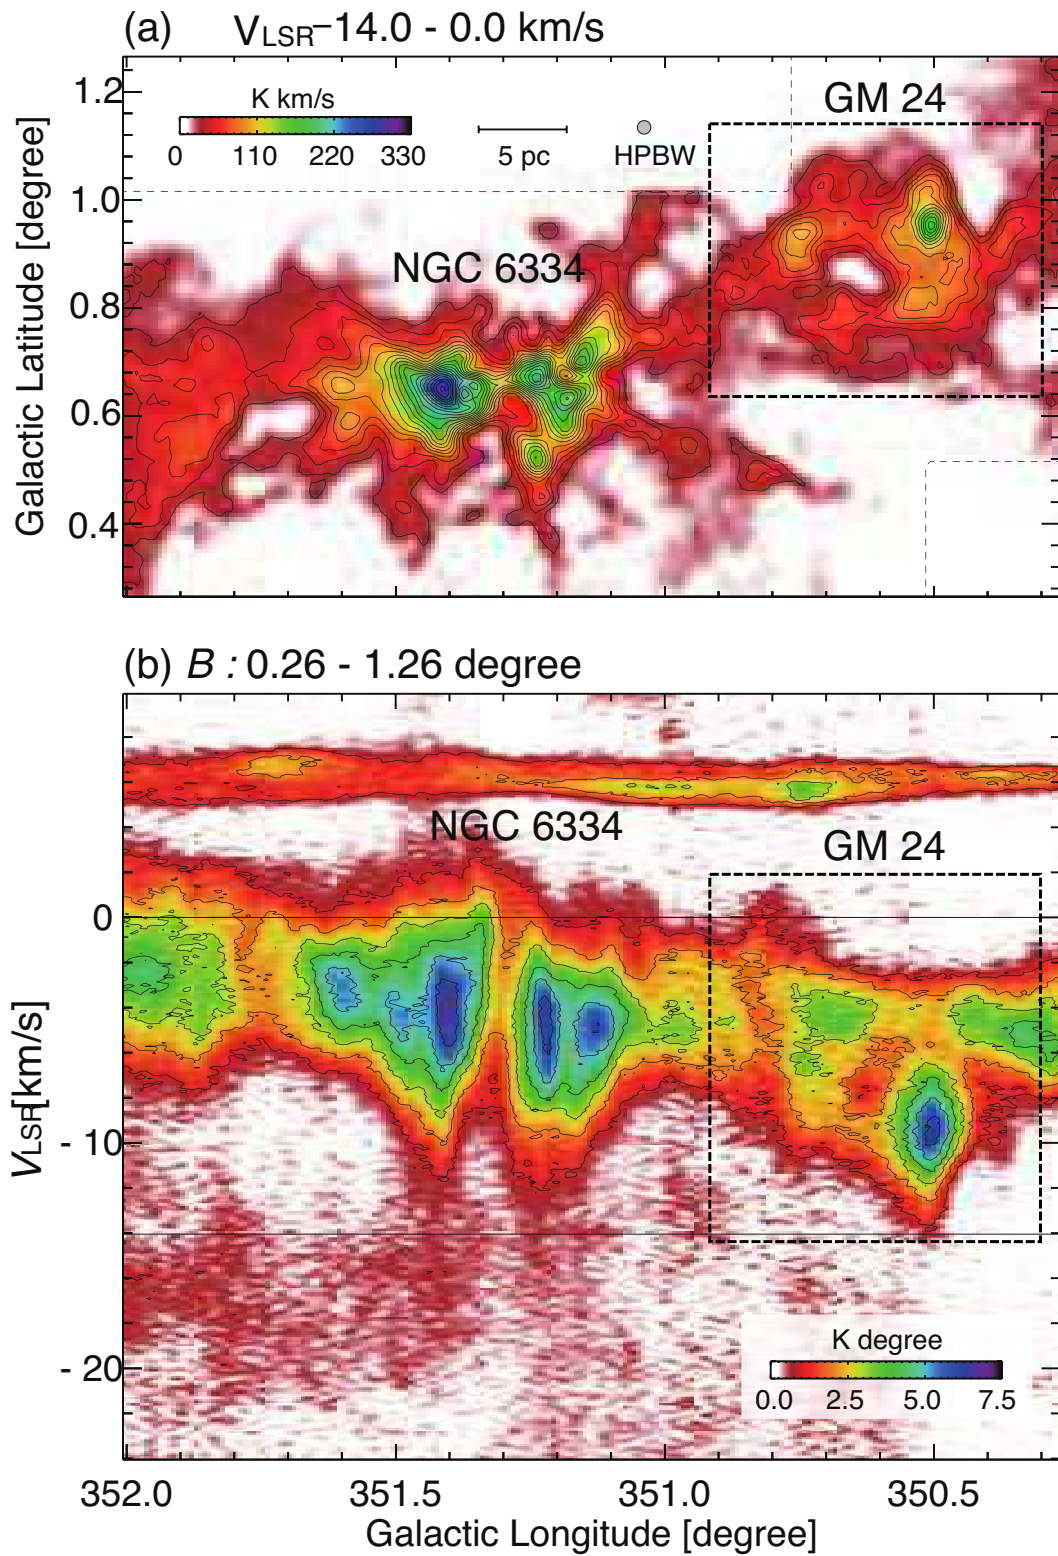 (a) VLSR-14.0 - 0.0 km/s
1.2
1.0
0.8
0.6
0.4
Galactic Latitude [degree]
K km/s
0 110 220 330
5 pc
HPBW
GM 24
NGC 6334
(b) B : 0.26 - 1.26 degree
NGC 6334
GM 24
0
- 10
- 20
VLSR[km/s]
K degree
0.0 2.5 5.0 7.5
352.0 351.5 351.0 350.5
Galactic Longitude [degree]